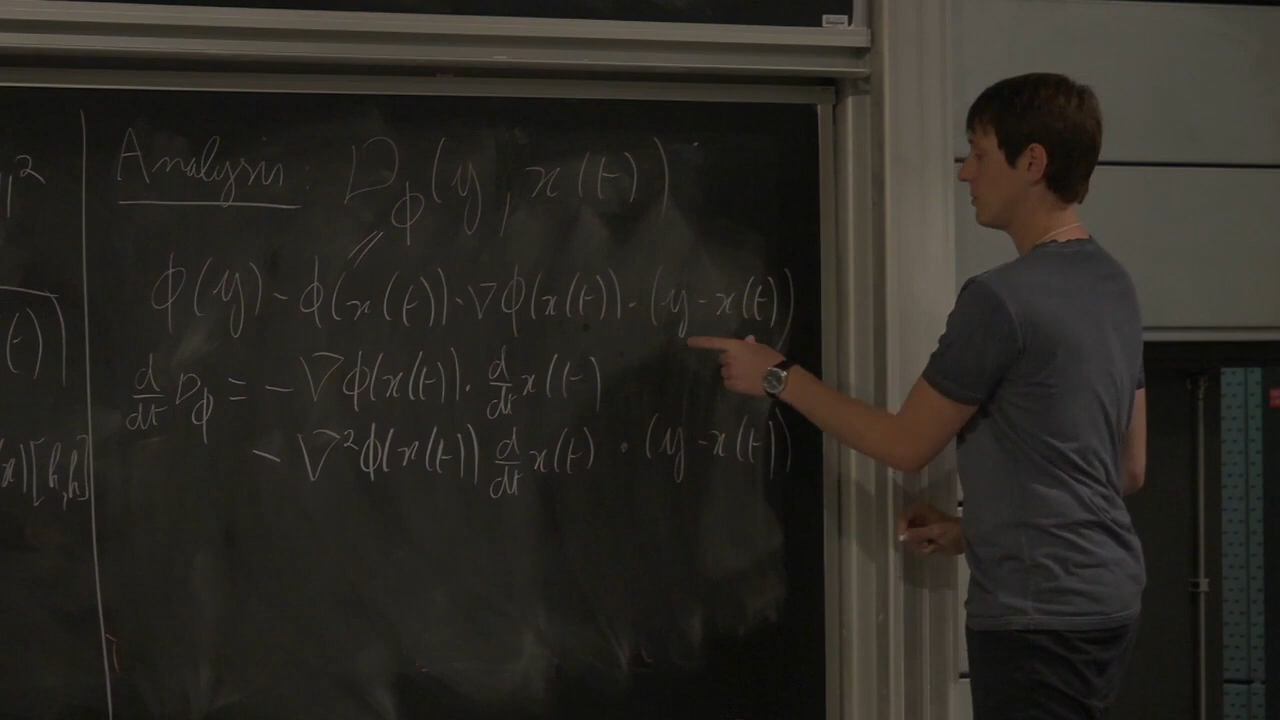 Analysis: D_Φ(y, x(t))
Φ(y) - Φ(x(t)) - ∇Φ(x(t)) · (y - x(t))
d/dt D_Φ = - ∇Φ(x(t)) · d/dt x(t)
- ∇²Φ(x(t)) d/dt x(t) · (y - x(t))
(t)
x)[h,h]